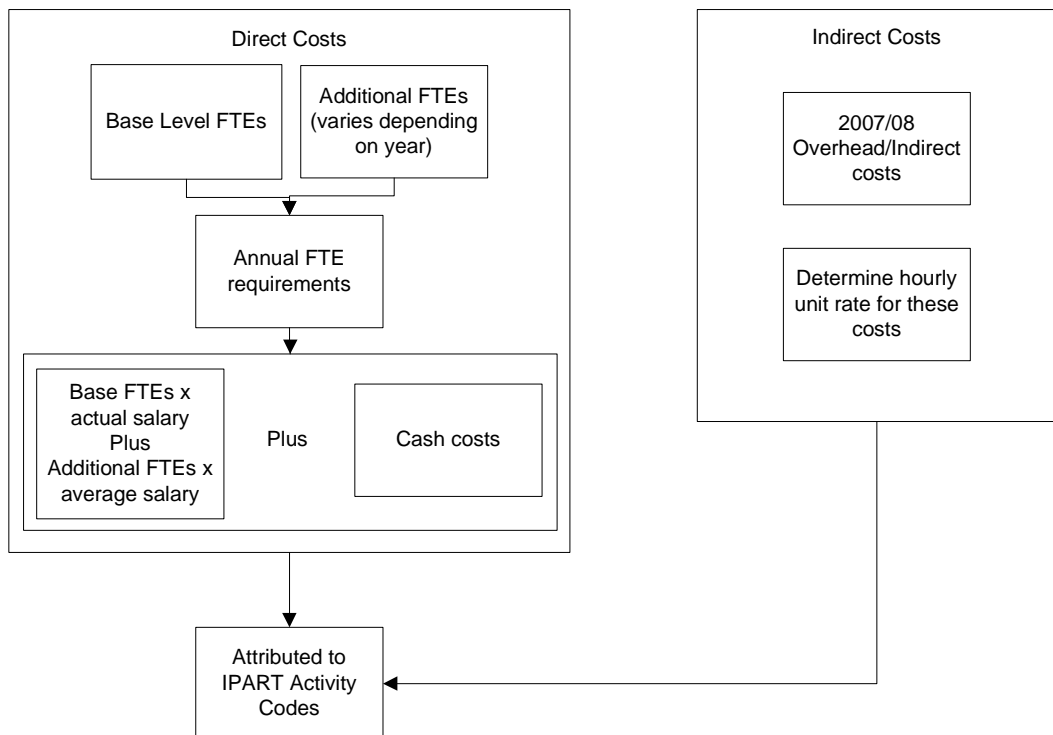 Direct Costs
Base Level FTEs
Additional FTEs
(varies depending
on year)
Annual FTE
requirements
Base FTEs x
actual salary
Plus
Additional FTEs x
average salary
Plus
Cash costs
Indirect Costs
2007/08
Overhead/Indirect
costs
Determine hourly
unit rate for these
costs
Attributed to
IPART Activity
Codes